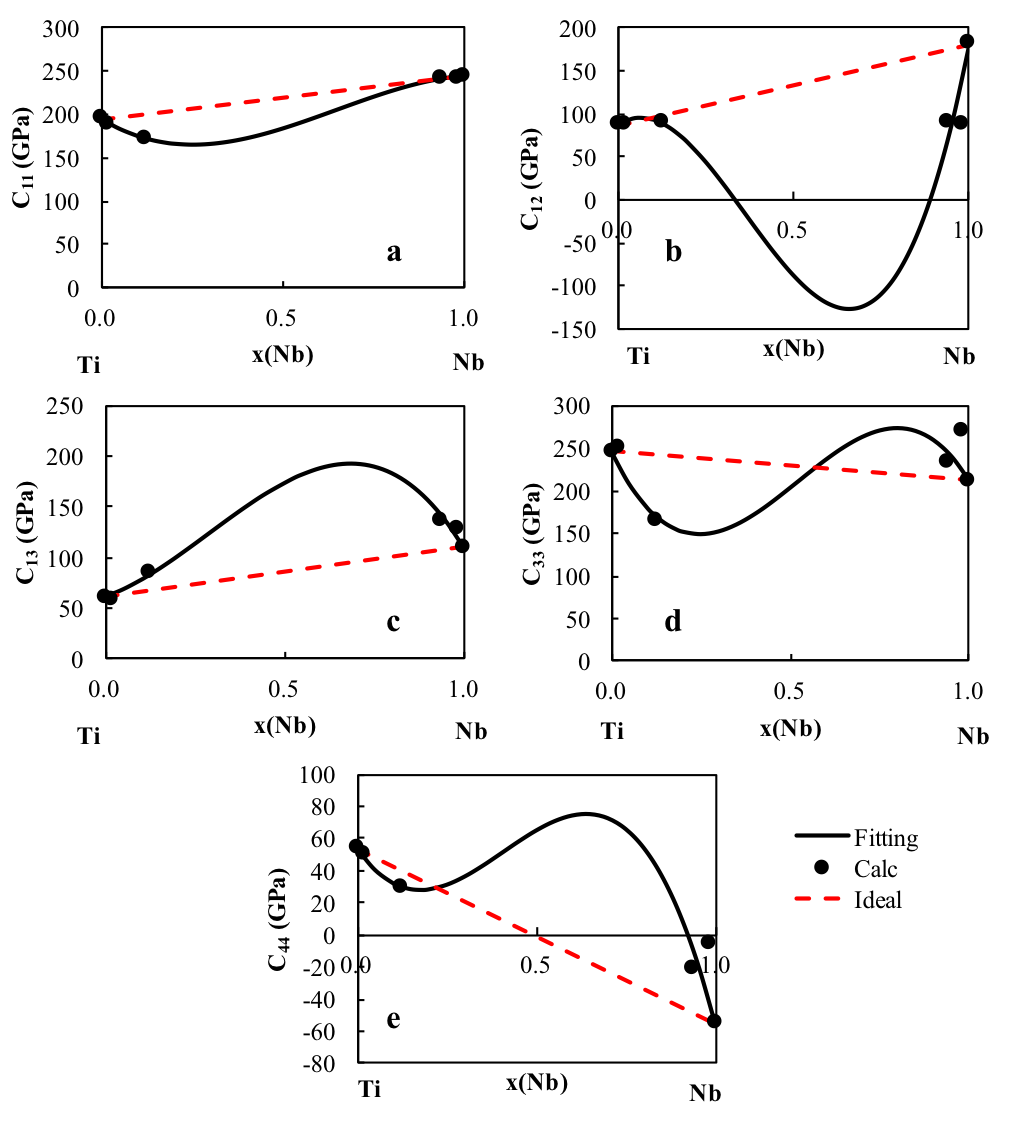 300
250
200
150
100
50
0
C11 (GPa)
a
0.0
0.5
1.0
x(Nb)
Ti
Nb
200
150
100
50
0
-50
-100
-150
C12 (GPa)
0.0
0.5
1.0
b
x(Nb)
Ti
Nb
250
200
150
100
50
0
C13 (GPa)
c
0.0
0.5
1.0
x(Nb)
Ti
Nb
300
250
200
150
100
50
0
C33 (GPa)
d
0.0
0.5
1.0
x(Nb)
Ti
Nb
100
80
60
40
20
0
-20
-40
-60
-80
C44 (GPa)
0.0
0.5
1.0
e
x(Nb)
Ti
Nb
Fitting
Calc
Ideal